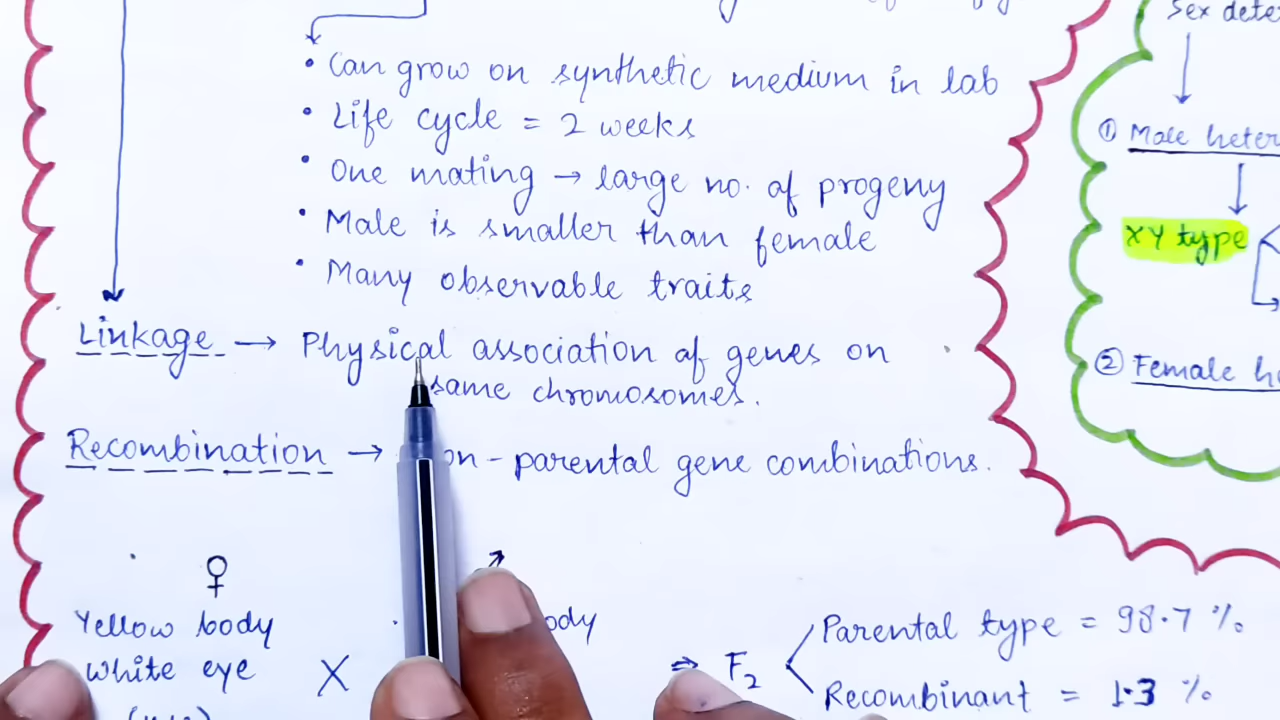 • Can grow on synthetic medium in lab
• Life cycle = 2 weeks
• One mating → large no. of progeny
• Male is smaller than female
• Many observable traits
Linkage → Physical association of genes on
same chromosomes.
Recombination → on - parental gene combinations.
♀
Yellow body
White eye
X
ody
⇒ F₂
Parental type = 98.7 %
Recombinant = 1.3 %
Sex dete
① Male heter
XY type
② Female h